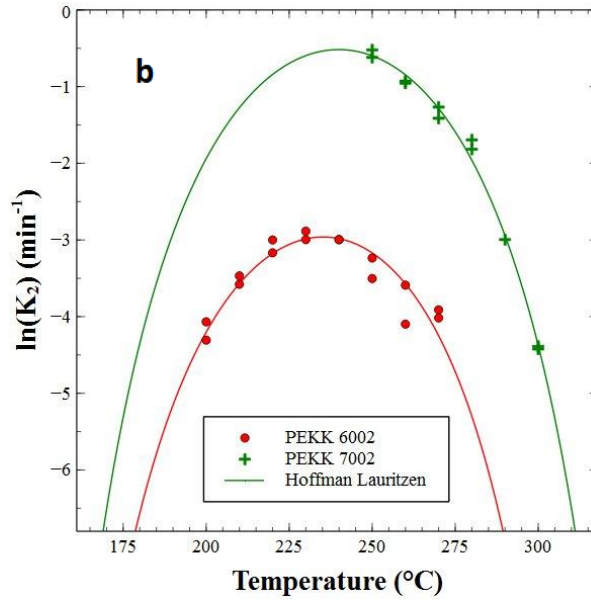 b
0
−1
−2
−3
−4
−5
−6
ln(K₂) (min⁻¹)
PEKK 6002
PEKK 7002
Hoffman Lauritzen
175 200 225 250 275 300
Temperature (°C)